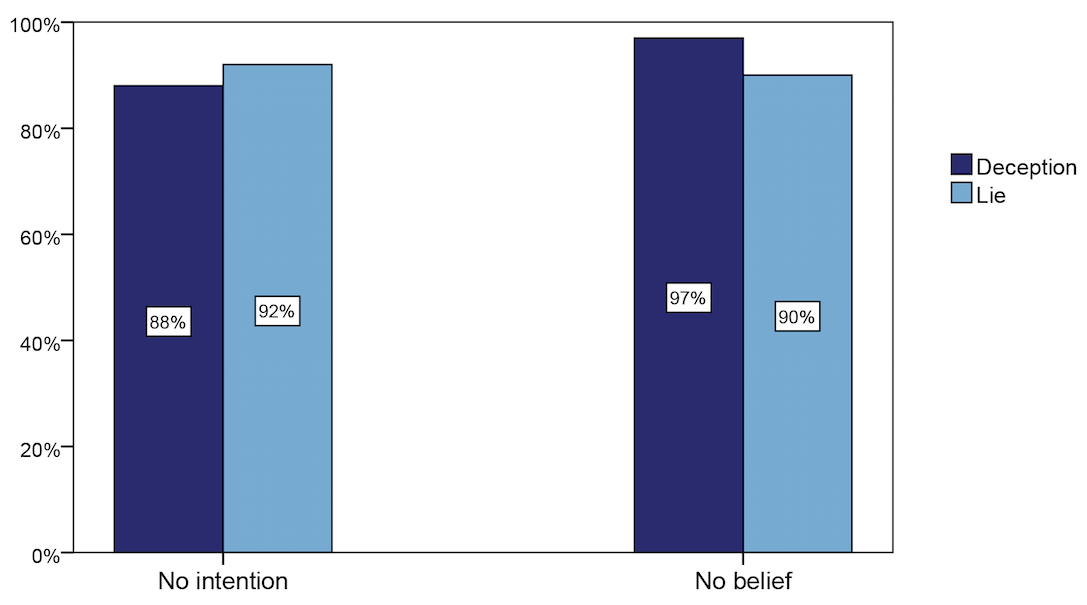 100%
80%
60%
40%
20%
0%
88%
92%
97%
90%
No intention
No belief
Deception
Lie